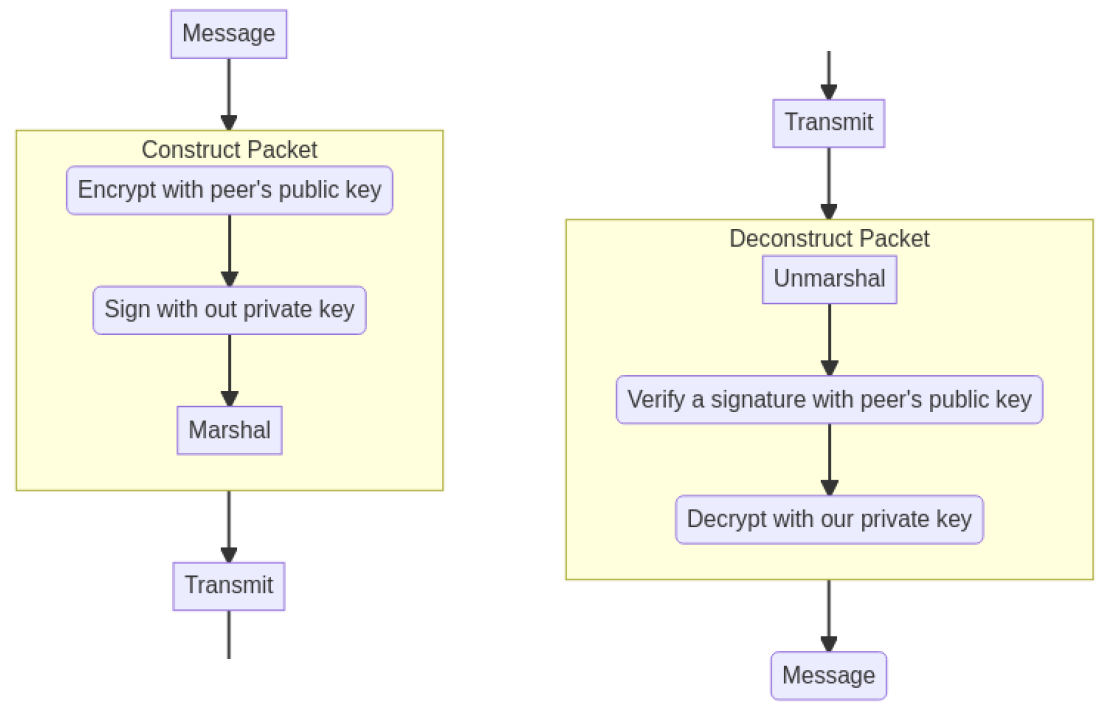 Message
Construct Packet
Encrypt with peer's public key
Sign with out private key
Marshal
Transmit
Transmit
Deconstruct Packet
Unmarshal
Verify a signature with peer's public key
Decrypt with our private key
Message